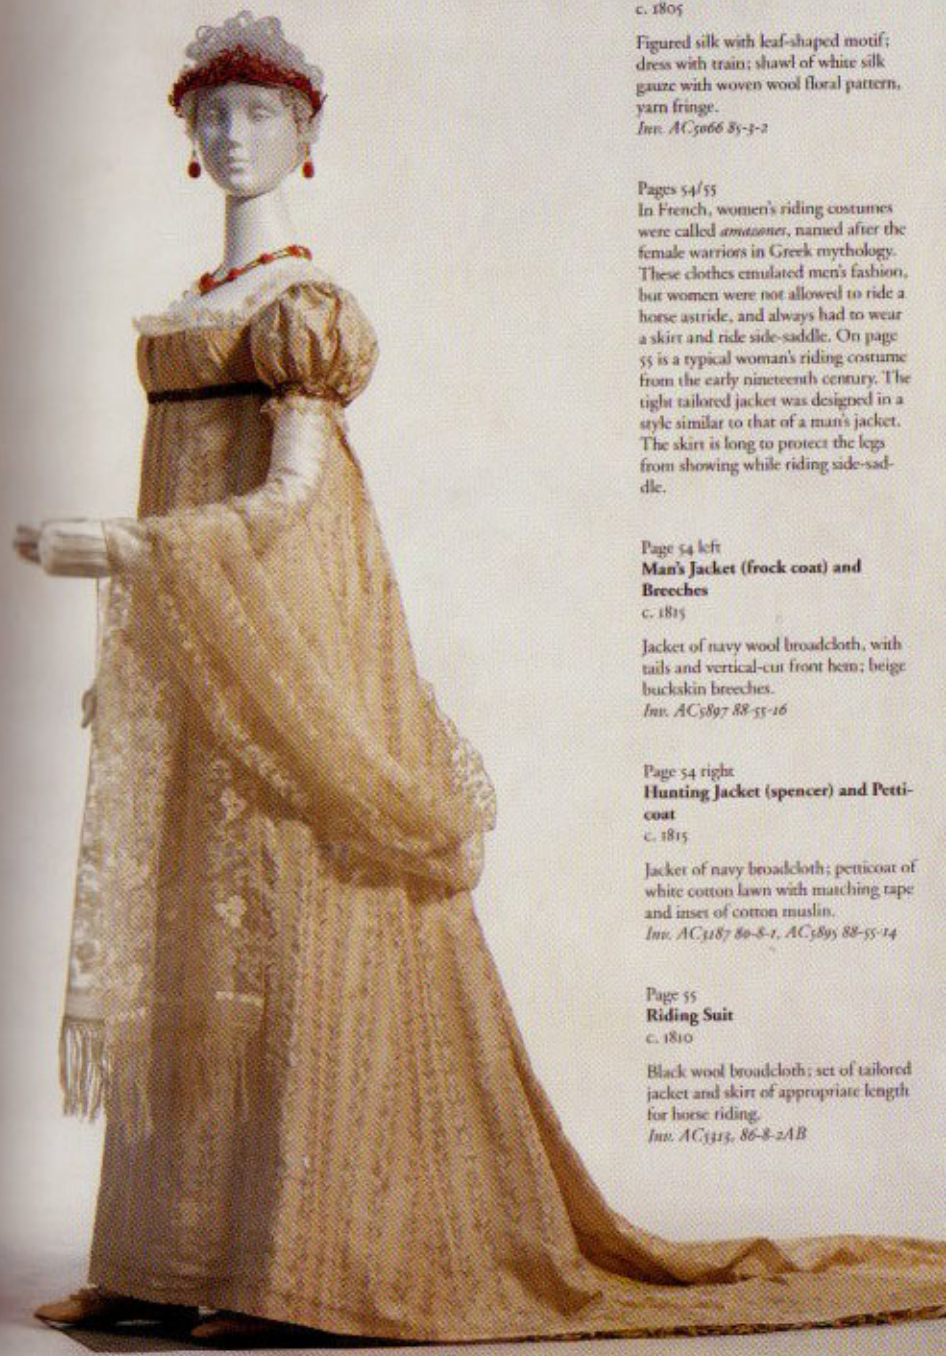 c. 1805
Figured silk with leaf-shaped motif;
dress with train; shawl of white silk
gauze with woven wool floral pattern,
yarn fringe.
Inv. AC5066 85-3-2
Pages 54/55
In French, women's riding costumes
were called amazones, named after the
female warriors in Greek mythology.
These clothes emulated men's fashion,
but women were not allowed to ride a
horse astride, and always had to wear
a skirt and ride side-saddle. On page
55 is a typical woman's riding costume
from the early nineteenth century. The
tight tailored jacket was designed in a
style similar to that of a man's jacket.
The skirt is long to protect the legs
from showing while riding side-sad-
dle.
Page 54 left
Man's Jacket (frock coat) and
Breeches
c. 1815
Jacket of navy wool broadcloth, with
tails and vertical-cut front hem; beige
buckskin breeches.
Inv. AC5897 88-55-16
Page 54 right
Hunting Jacket (spencer) and Petti-
coat
c. 1815
Jacket of navy broadcloth; petticoat of
white cotton lawn with matching tape
and inset of cotton muslin.
Inv. AC3187 80-8-1, AC5895 88-55-14
Page 55
Riding Suit
c. 1810
Black wool broadcloth; set of tailored
jacket and skirt of appropriate length
for horse riding.
Inv. AC5313, 86-8-2AB